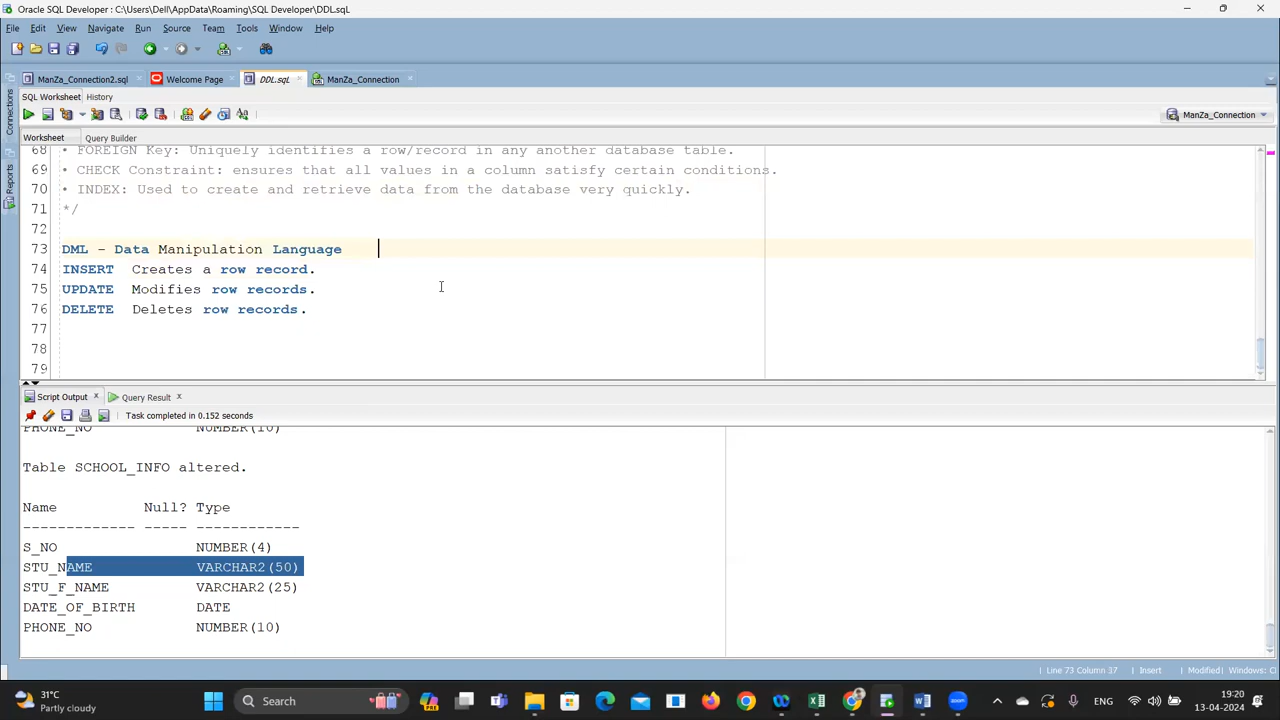 Oracle SQL Developer : C:\Users\Dell\AppData\Roaming\SQL Developer\DDL.sqL
File Edit View Navigate Run Source Team Tools Window Help
ManZa_Connection2.sql Welcome Page DDL.sql ManZa_Connection
SQL Worksheet History
ManZa_Connection
Worksheet Query Builder
Connections
Reports
68 • FOREIGN Key: Uniquely identifies a row/record in any another database table.
69 • CHECK Constraint: ensures that all values in a column satisfy certain conditions.
70 • INDEX: Used to create and retrieve data from the database very quickly.
71 */
72
73 DML - Data Manipulation Language
74 INSERT Creates a row record.
75 UPDATE Modifies row records.
76 DELETE Deletes row records.
77
78
79
Script Output Query Result
Task completed in 0.152 seconds
PHONE_NO NUMBER(10)
Table SCHOOL_INFO altered.
Name Null? Type
------------- ----- ------------
S_NO NUMBER(4)
STU_NAME VARCHAR2(50)
STU_F_NAME VARCHAR2(25)
DATE_OF_BIRTH DATE
PHONE_NO NUMBER(10)
Line 73 Column 37 Insert Modified Windows: C
31°C
Partly cloudy
Search
ENG
19:20
13-04-2024